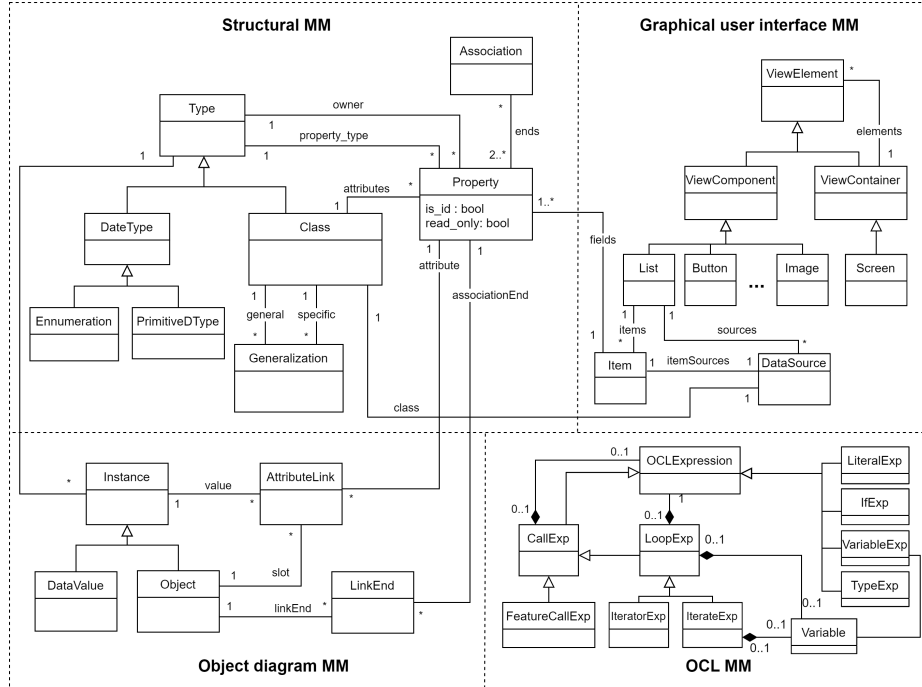 Structural MM
Graphical user interface MM
Association
*
ends
2..*
Type
owner
1
*
property_type
1
*
1
DateType
Ennumeration
PrimitiveDType
Class
attributes
1
*
Property
is_id : bool
read_only: bool
1
attribute
1
associationEnd
1..*
fields
1
1
general
*
1
specific
*
Generalization
1
class
1
ViewElement
*
elements
1
ViewComponent
ViewContainer
List
Button
...
Image
Screen
1
items
*
1
sources
*
Item
1
itemSources
1
DataSource
Instance
*
1
value
*
AttributeLink
*
*
slot
1
DataValue
Object
1
linkEnd
*
LinkEnd
*
Object diagram MM
OCLExpression
0..1
0..1
1
0..1
CallExp
LoopExp
0..1
0..1
FeatureCallExp
IteratorExp
IterateExp
0..1
0..1
Variable
LiteralExp
IfExp
VariableExp
TypeExp
OCL MM